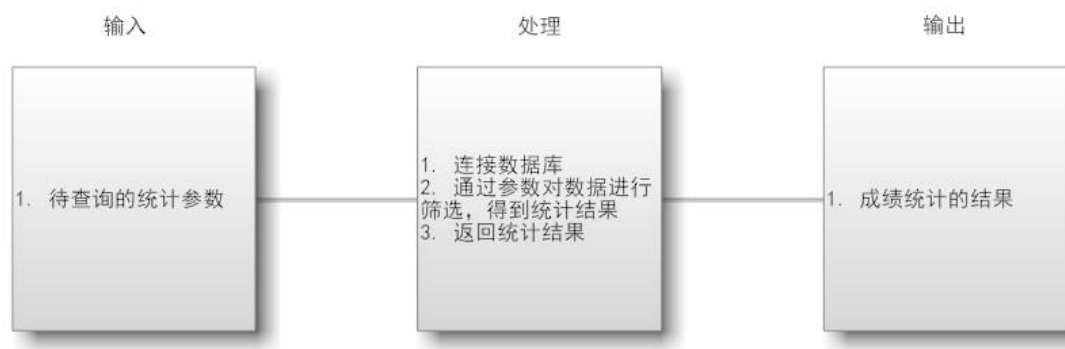 输入
处理
输出
1. 待查询的统计参数
1. 连接数据库
2. 通过参数对数据进行
筛选，得到统计结果
3. 返回统计结果
1. 成绩统计的结果